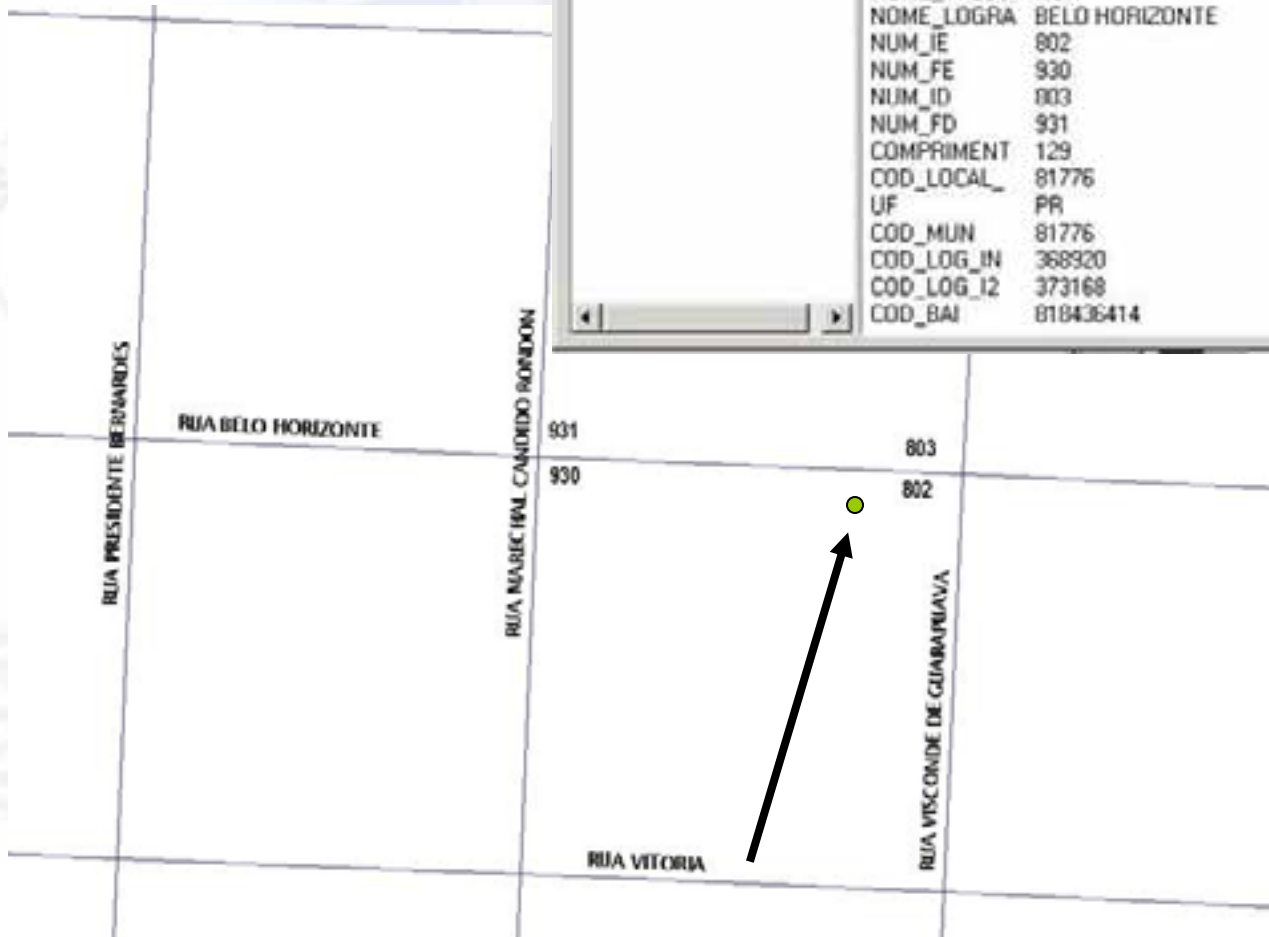 NOME_LOGRA BELO HORIZONTE
NUM_IE 802
NUM_FE 930
NUM_ID 803
NUM_FD 931
COMPRIMENT 129
COD_LOCAL_ 81776
UF PR
COD_MUN 81776
COD_LOG_IN 368920
COD_LOG_I2 373168
COD_BAI 818436414
RUA PRESIDENTE BERNARDES
RUA BELO HORIZONTE
RUA MARECHAL CANDIDO RONDON
931
930
803
802
RUA VISCONDE DE GUARAPUAVA
RUA VITORIA